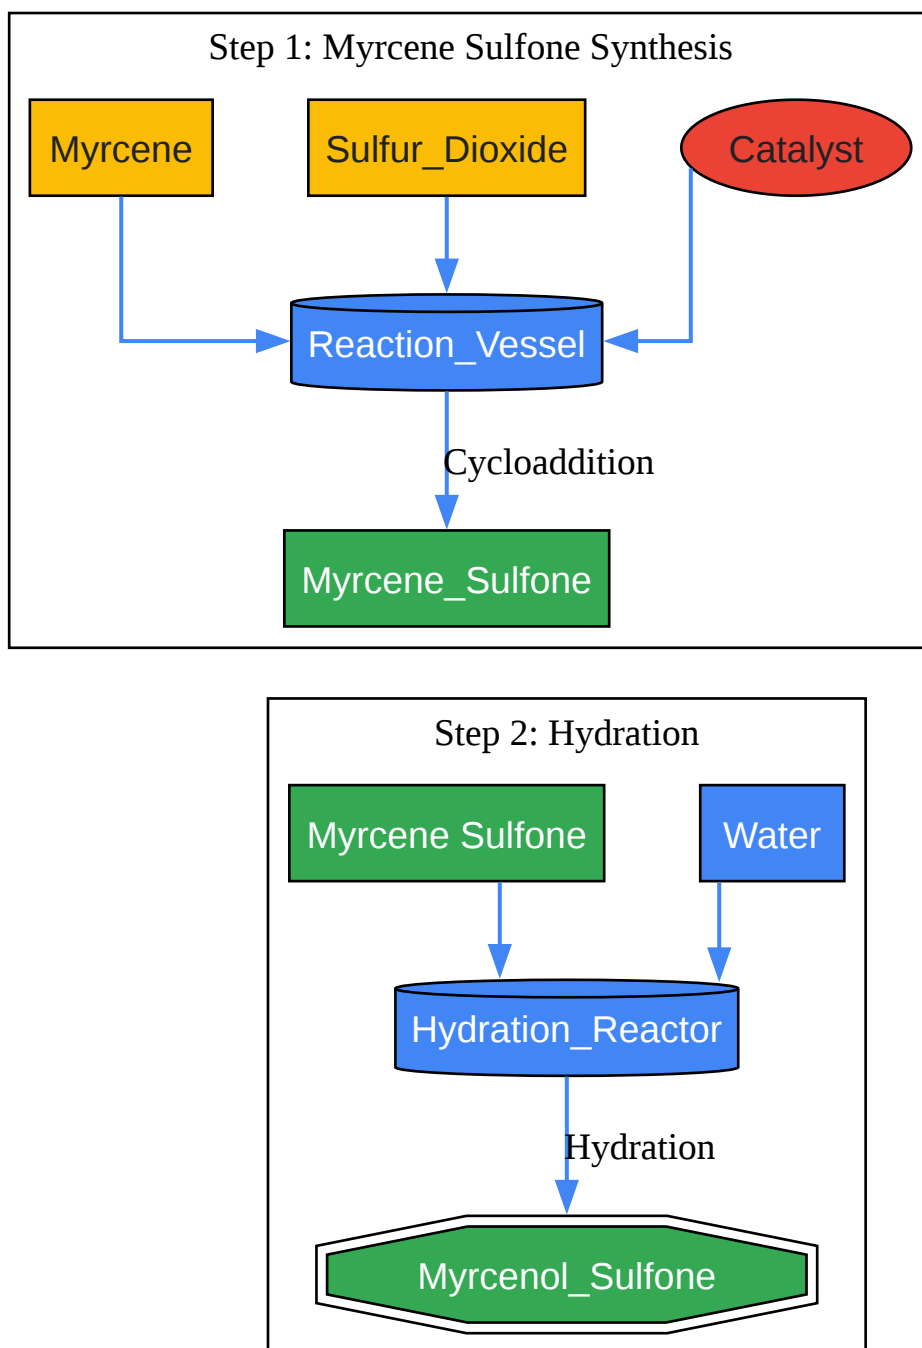 Step 1: Myrcene Sulfone Synthesis
Myrcene
Sulfur_Dioxide
Catalyst
Reaction_Vessel
Cycloaddition
Myrcene_Sulfone
Step 2: Hydration
Myrcene Sulfone
Water
Hydration_Reactor
Hydration
Myrcenol_Sulfone